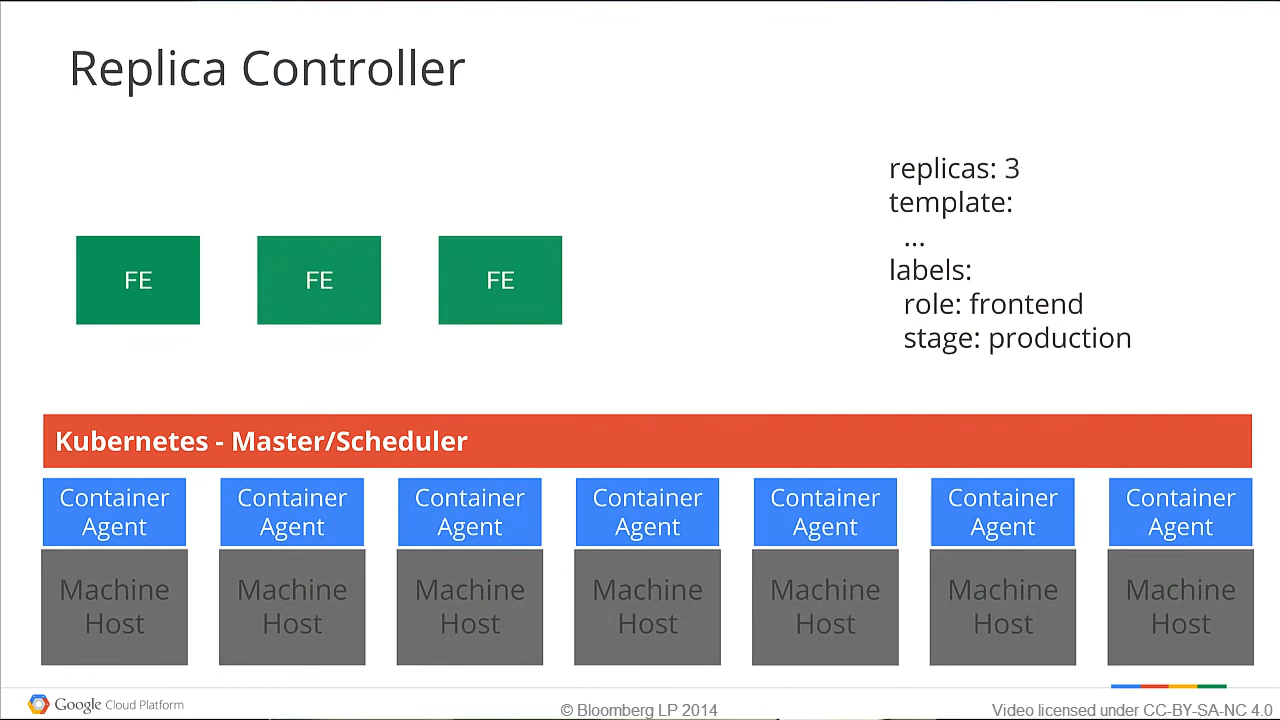 Replica Controller
replicas: 3
template:
...
labels:
role: frontend
stage: production
FE
FE
FE
Kubernetes - Master/Scheduler
Container
Agent
Container
Agent
Container
Agent
Container
Agent
Container
Agent
Container
Agent
Container
Agent
Machine
Host
Machine
Host
Machine
Host
Machine
Host
Machine
Host
Machine
Host
Machine
Host
Google Cloud Platform
© Bloomberg LP 2014
Video licensed under CC-BY-SA-NC 4.0